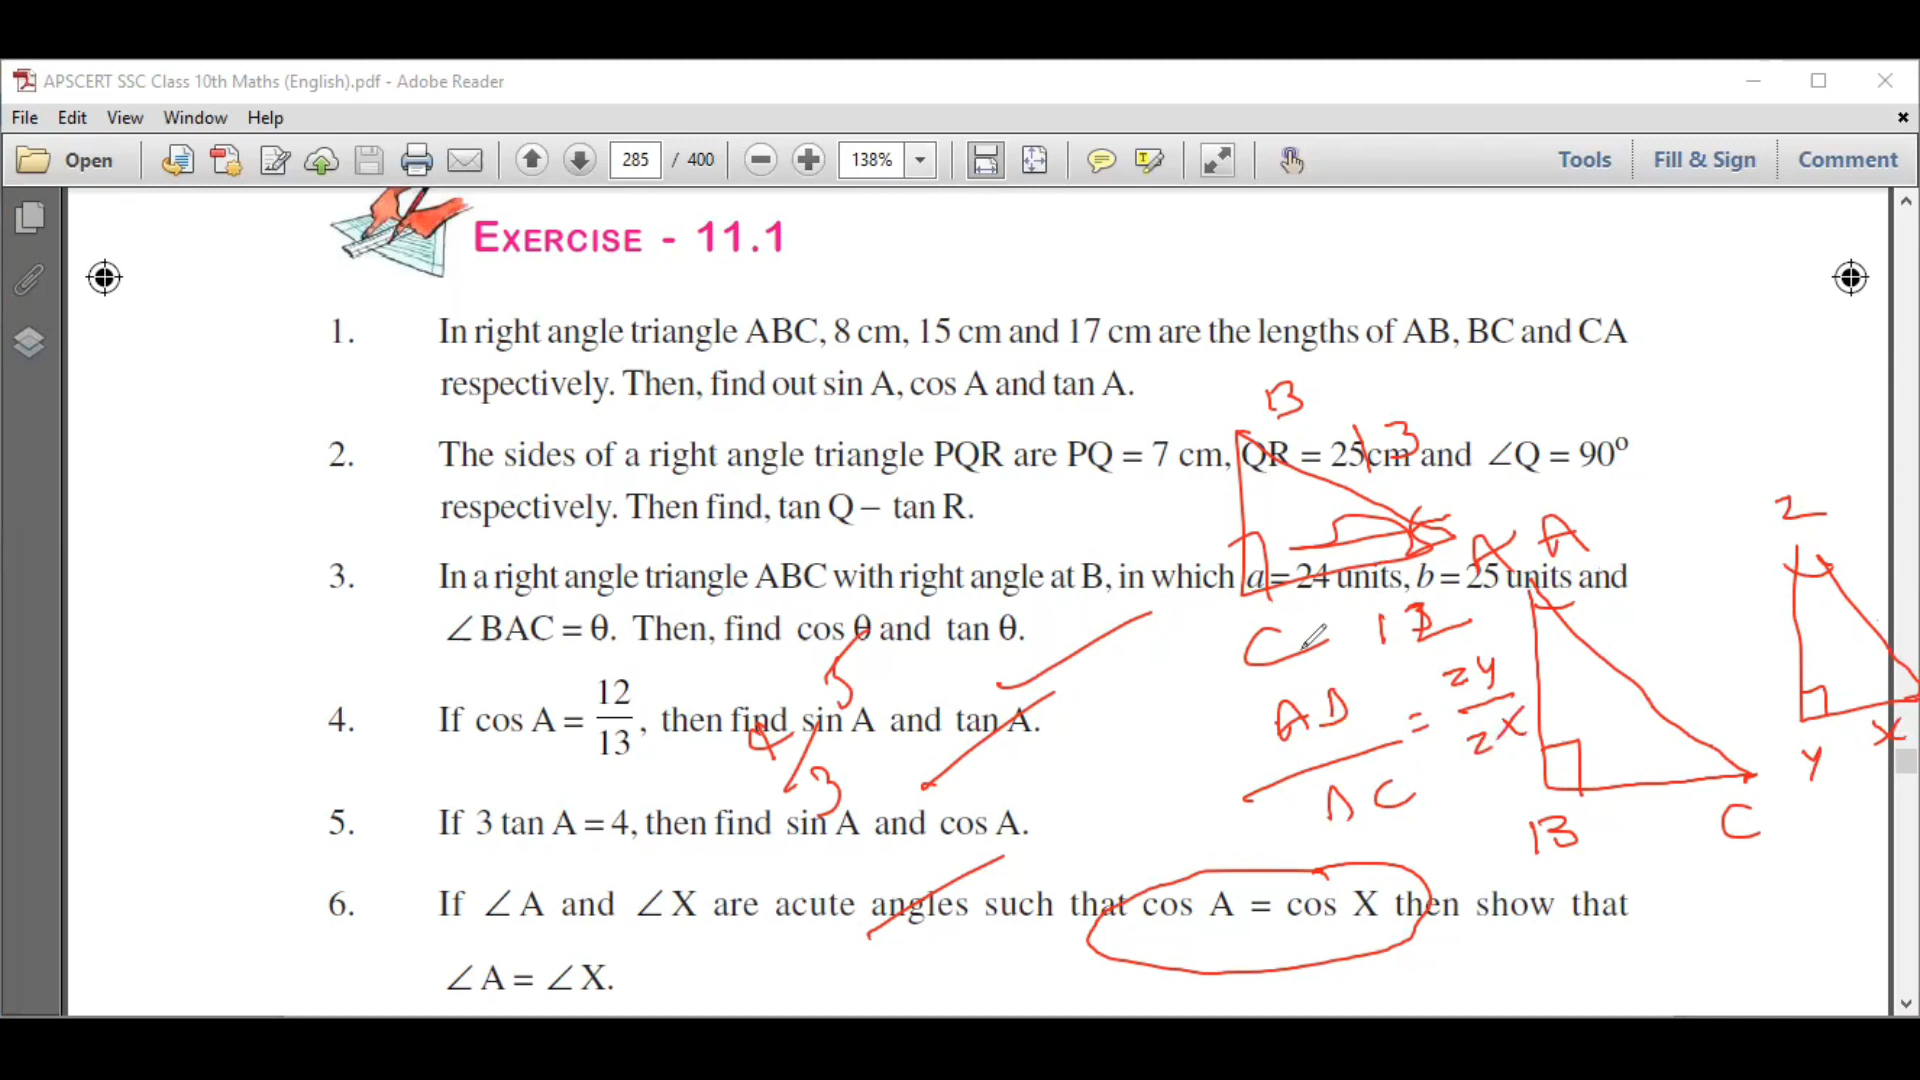 APSCERT SSC Class 10th Maths (English).pdf - Adobe Reader
File Edit View Window Help
Open 285 / 400 138% Tools Fill & Sign Comment
EXERCISE - 11.1
1. In right angle triangle ABC, 8 cm, 15 cm and 17 cm are the lengths of AB, BC and CA
respectively. Then, find out sin A, cos A and tan A.
2. The sides of a right angle triangle PQR are PQ = 7 cm, QR = 25cm and ∠Q = 90°
respectively. Then find, tan Q – tan R.
3. In a right angle triangle ABC with right angle at B, in which a = 24 units, b = 25 units and
∠BAC = θ. Then, find cos θ and tan θ.
4. If cos A = 12/13, then find sin A and tan A.
5. If 3 tan A = 4, then find sin A and cos A.
6. If ∠A and ∠X are acute angles such that cos A = cos X then show that
∠A = ∠X.
B
13
A
C
12
5
4
3
A
B
C
Y
X